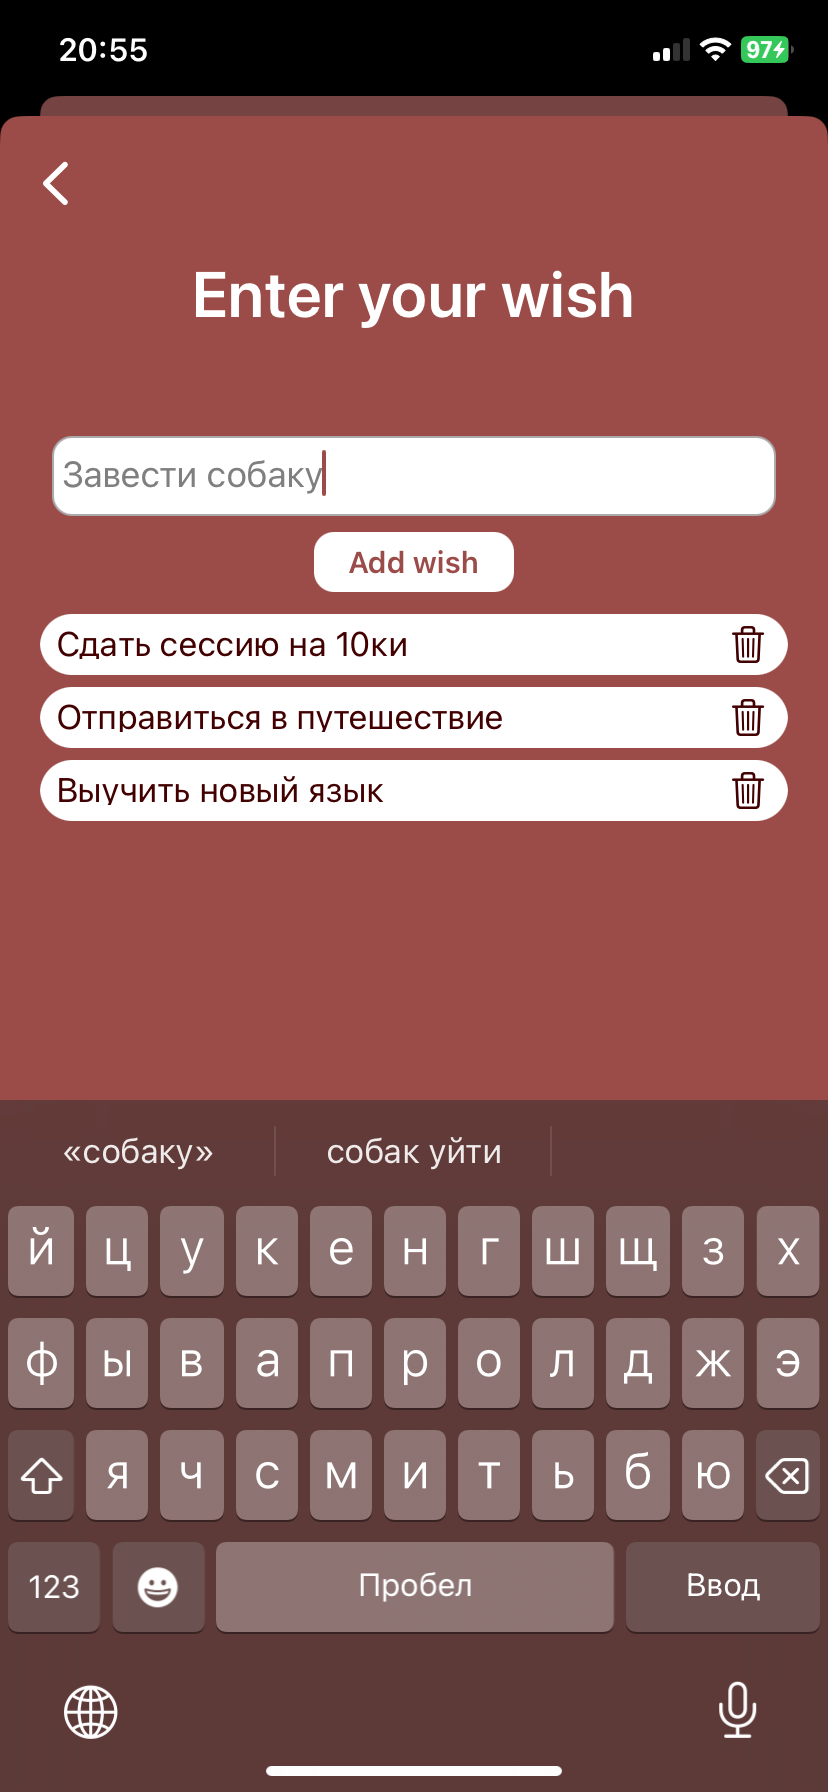 20:55
97
Enter your wish
Завести собаку
Add wish
Сдать сессию на 10ки
Отправиться в путешествие
Выучить новый язык
«собаку» собак уйти
й ц у к е н г ш щ з х
ф ы в а п р о л д ж э
я ч с м и т ь б ю
123 Пробел Ввод